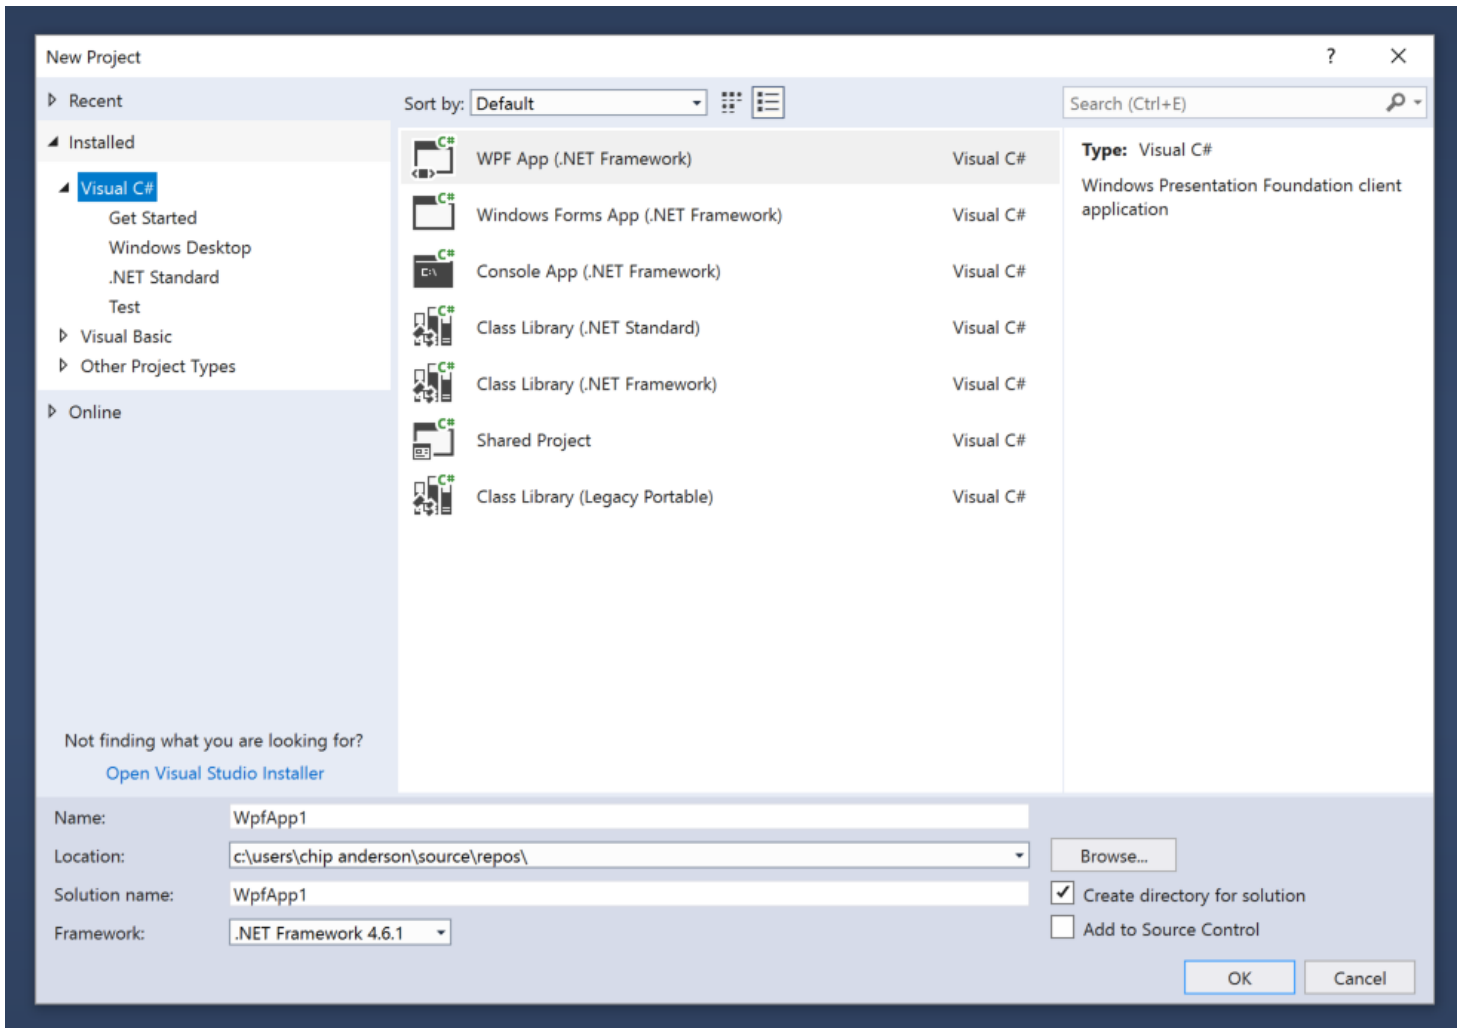 New Project
?
Recent
Sort by: Default
Search (Ctrl+E)
Installed
Visual C#
Get Started
Windows Desktop
.NET Standard
Test
Visual Basic
Other Project Types
Online
Not finding what you are looking for?
Open Visual Studio Installer
C# WPF App (.NET Framework) Visual C#
C# Windows Forms App (.NET Framework) Visual C#
C# C:\ Console App (.NET Framework) Visual C#
C# Class Library (.NET Standard) Visual C#
C# Class Library (.NET Framework) Visual C#
C# Shared Project Visual C#
C# Class Library (Legacy Portable) Visual C#
Type: Visual C#
Windows Presentation Foundation client
application
Name: WpfApp1
Location: c:\users\chip anderson\source\repos\
Browse...
Solution name: WpfApp1
Create directory for solution
Framework: .NET Framework 4.6.1
Add to Source Control
OK
Cancel